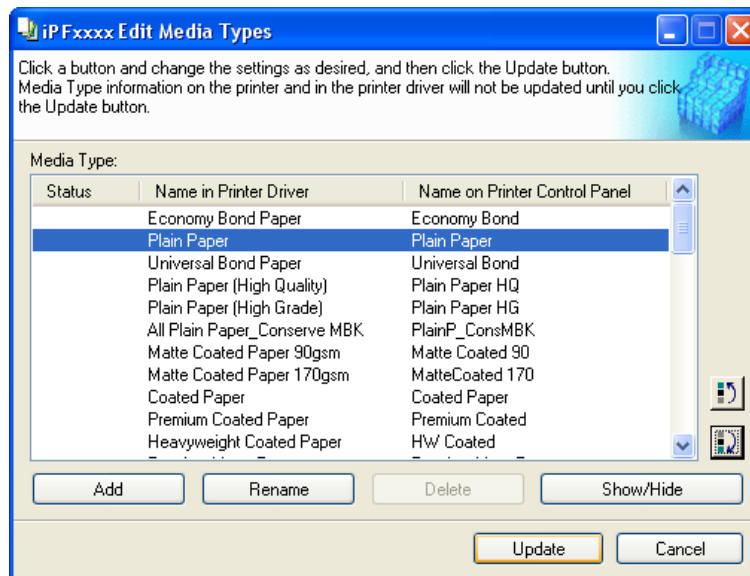 iPFxxxx Edit Media Types
Click a button and change the settings as desired, and then click the Update button.
Media Type information on the printer and in the printer driver will not be updated until you click
the Update button.
Media Type:
Status Name in Printer Driver Name on Printer Control Panel
Economy Bond Paper Economy Bond
Plain Paper Plain Paper
Universal Bond Paper Universal Bond
Plain Paper (High Quality) Plain Paper HQ
Plain Paper (High Grade) Plain Paper HG
All Plain Paper_Conserve MBK PlainP_ConsMBK
Matte Coated Paper 90gsm Matte Coated 90
Matte Coated Paper 170gsm MatteCoated 170
Coated Paper Coated Paper
Premium Coated Paper Premium Coated
Heavyweight Coated Paper HW Coated
Add Rename Delete Show/Hide
Update Cancel